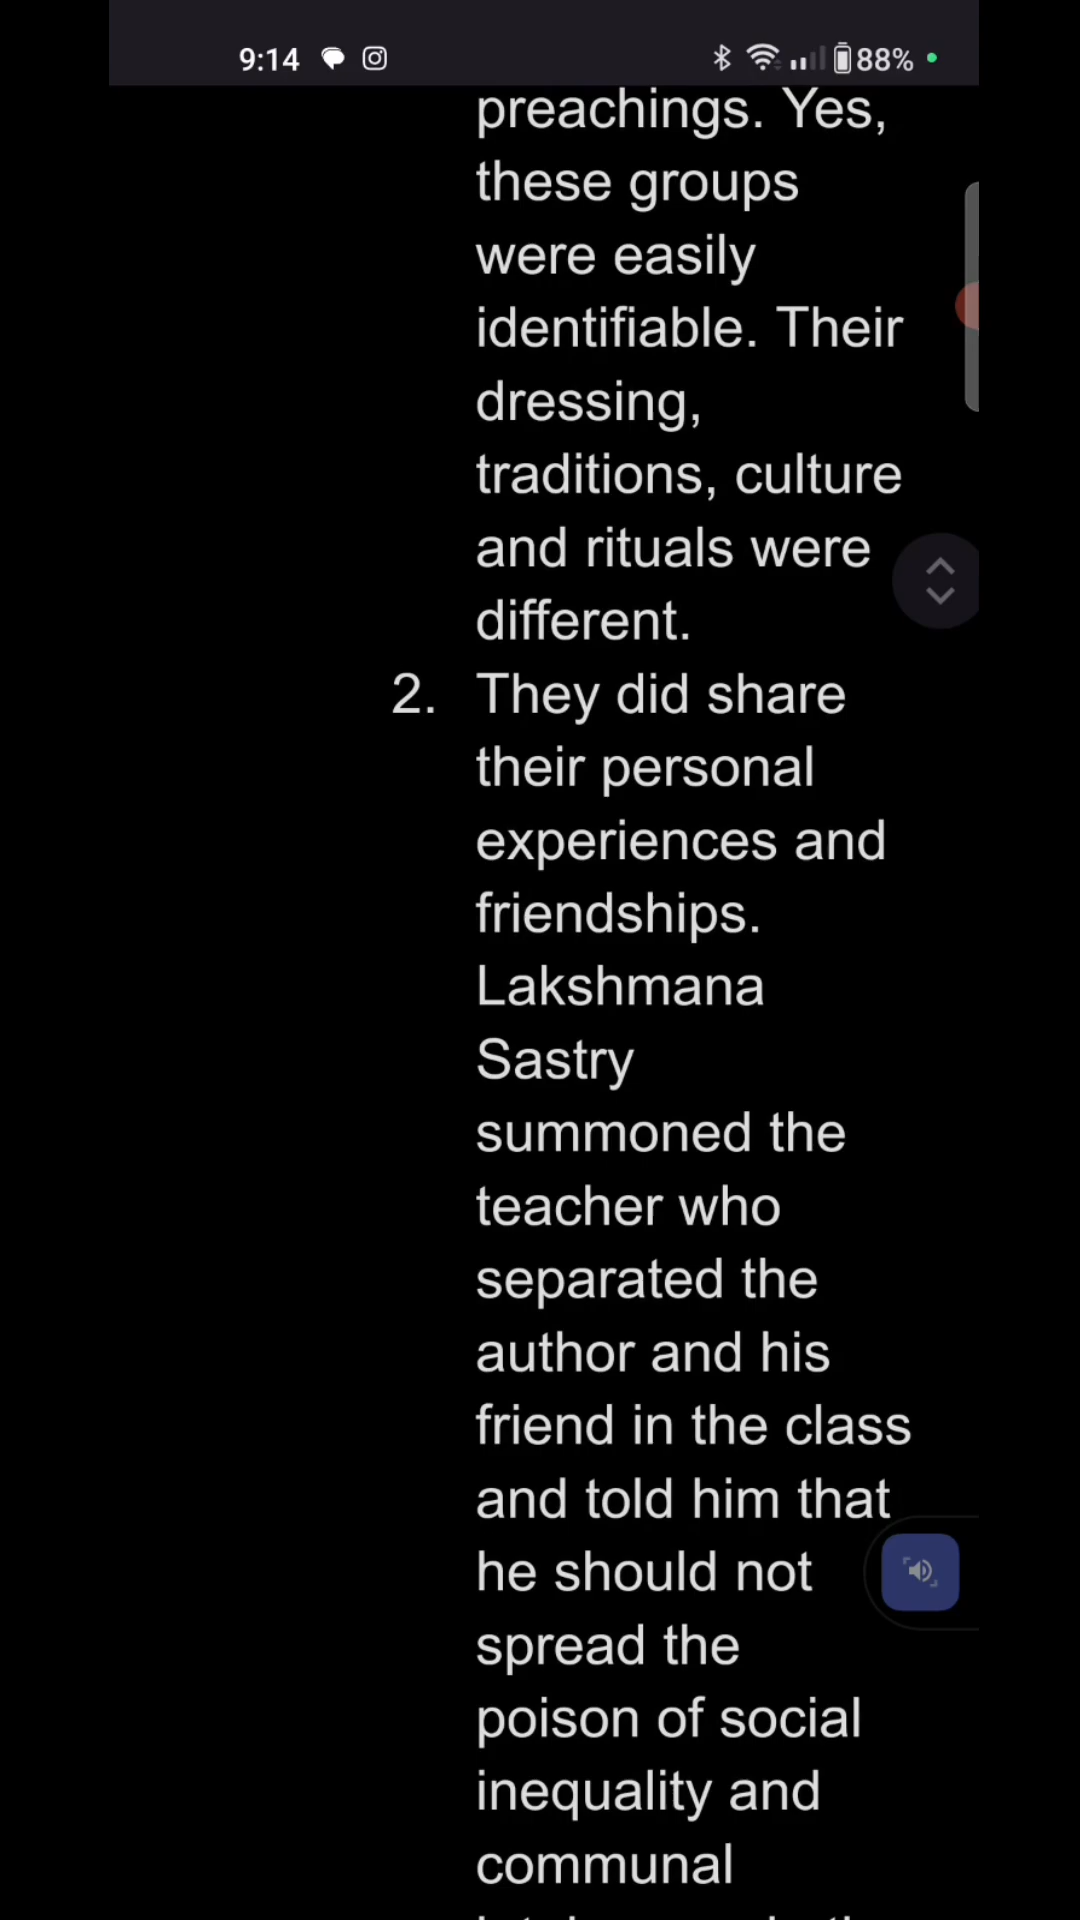 9:14 88%
preachings. Yes,
these groups
were easily
identifiable. Their
dressing,
traditions, culture
and rituals were
different.
2. They did share
their personal
experiences and
friendships.
Lakshmana
Sastry
summoned the
teacher who
separated the
author and his
friend in the class
and told him that
he should not
spread the
poison of social
inequality and
communal